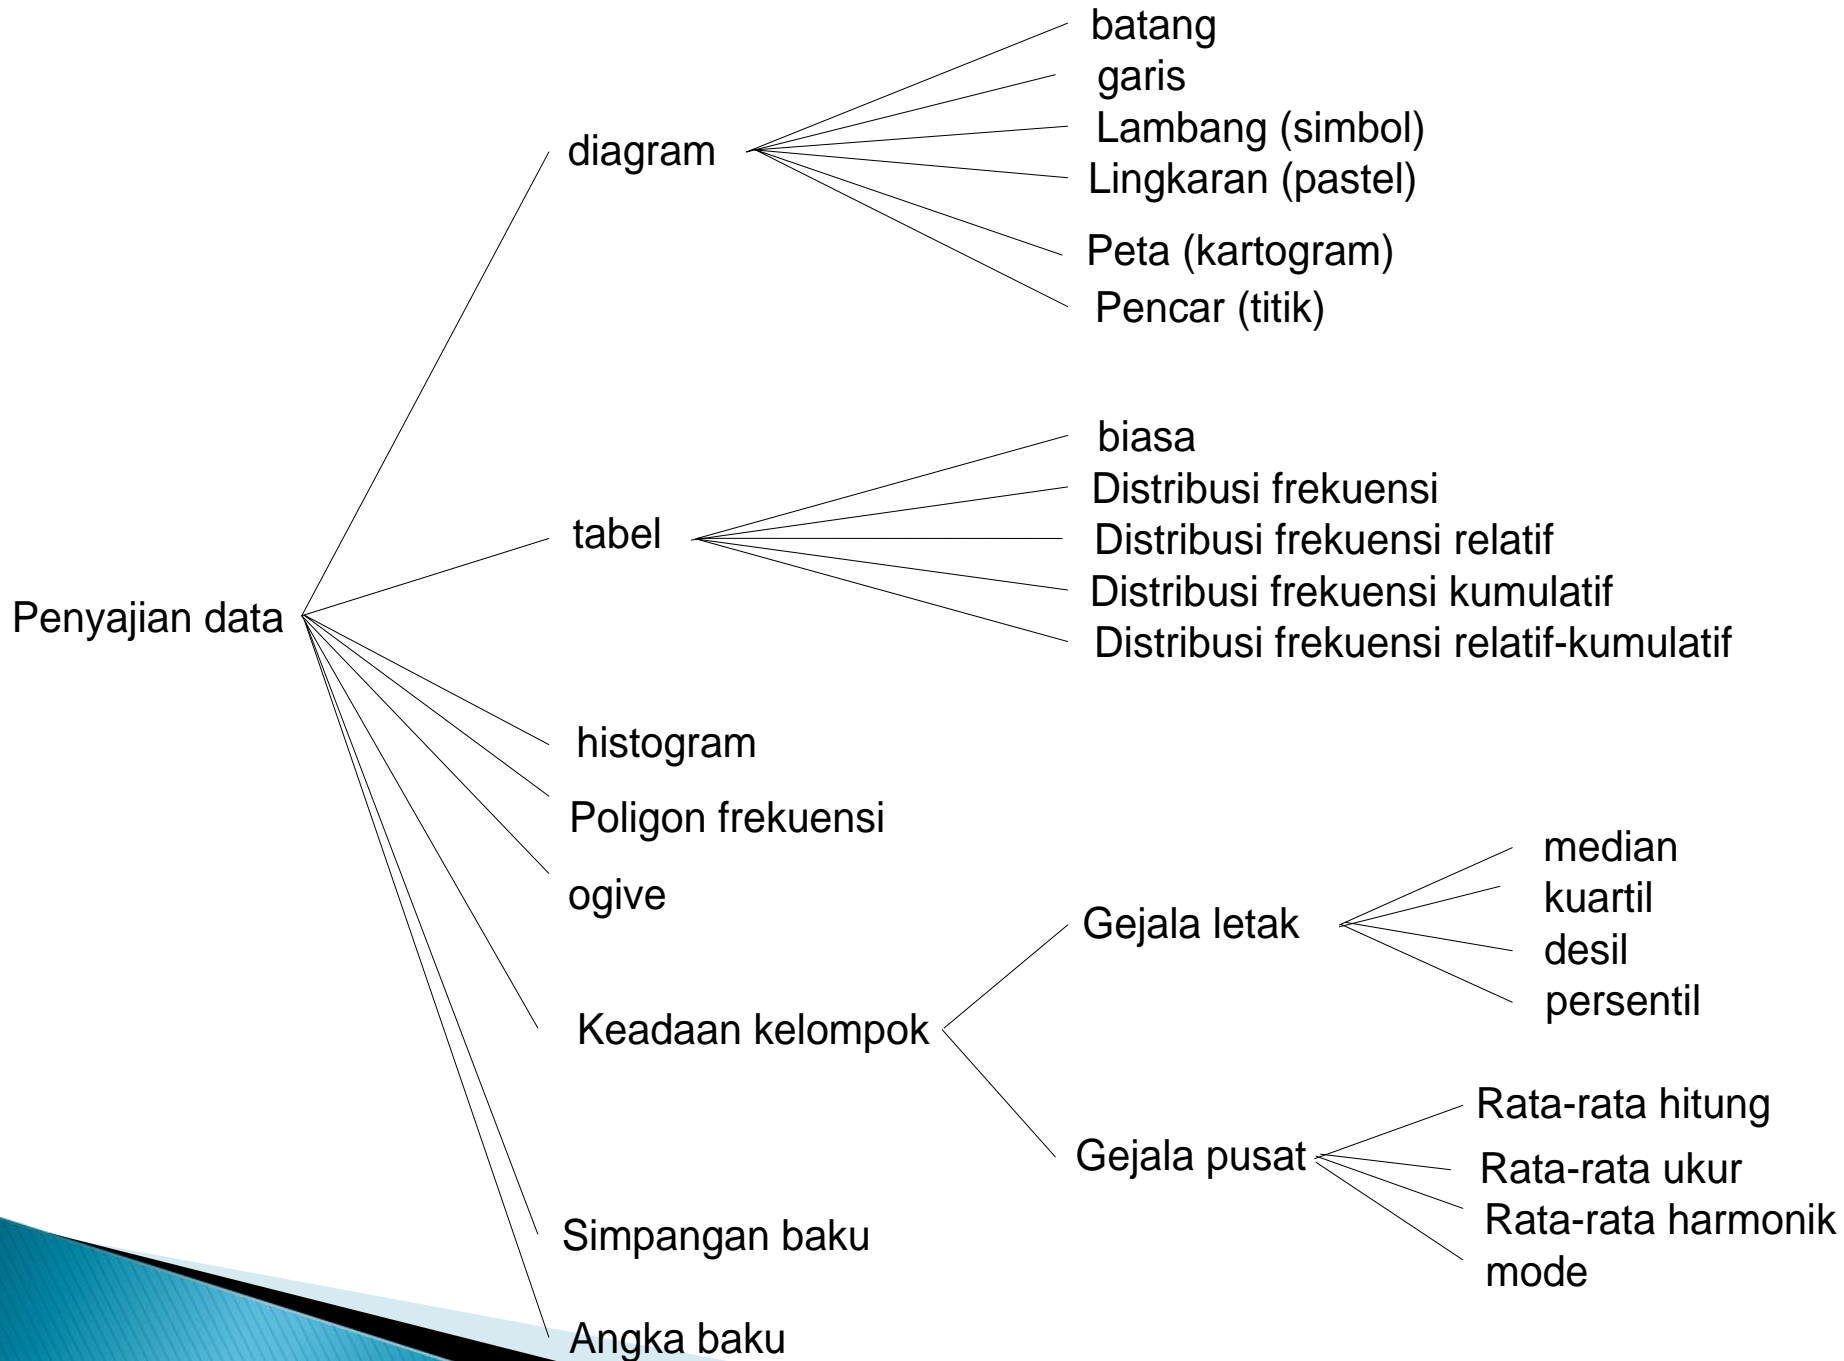 Penyajian data
diagram
batang
garis
Lambang (simbol)
Lingkaran (pastel)
Peta (kartogram)
Pencar (titik)
tabel
biasa
Distribusi frekuensi
Distribusi frekuensi relatif
Distribusi frekuensi kumulatif
Distribusi frekuensi relatif-kumulatif
histogram
Poligon frekuensi
ogive
Keadaan kelompok
Gejala letak
median
kuartil
desil
persentil
Gejala pusat
Rata-rata hitung
Rata-rata ukur
Rata-rata harmonik
mode
Simpangan baku
Angka baku